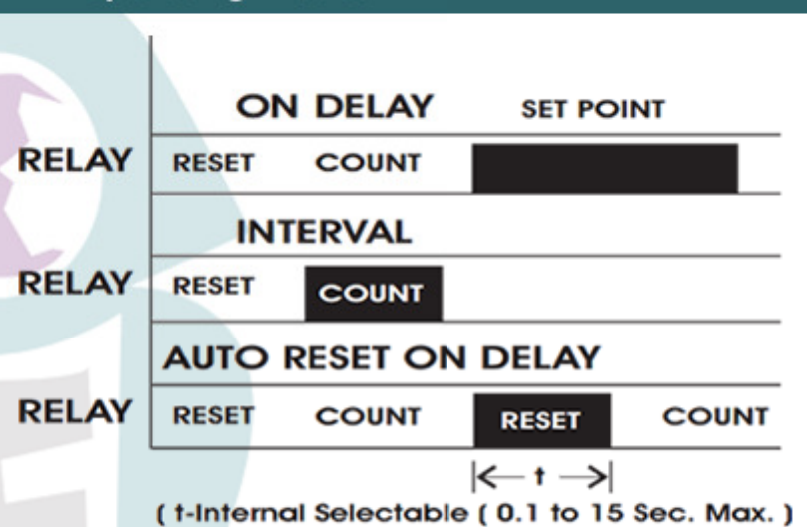 ON DELAY SET POINT
RELAY RESET COUNT
INTERVAL
RELAY RESET COUNT
AUTO RESET ON DELAY
RELAY RESET COUNT RESET COUNT
t
( t-Internal Selectable ( 0.1 to 15 Sec. Max. )